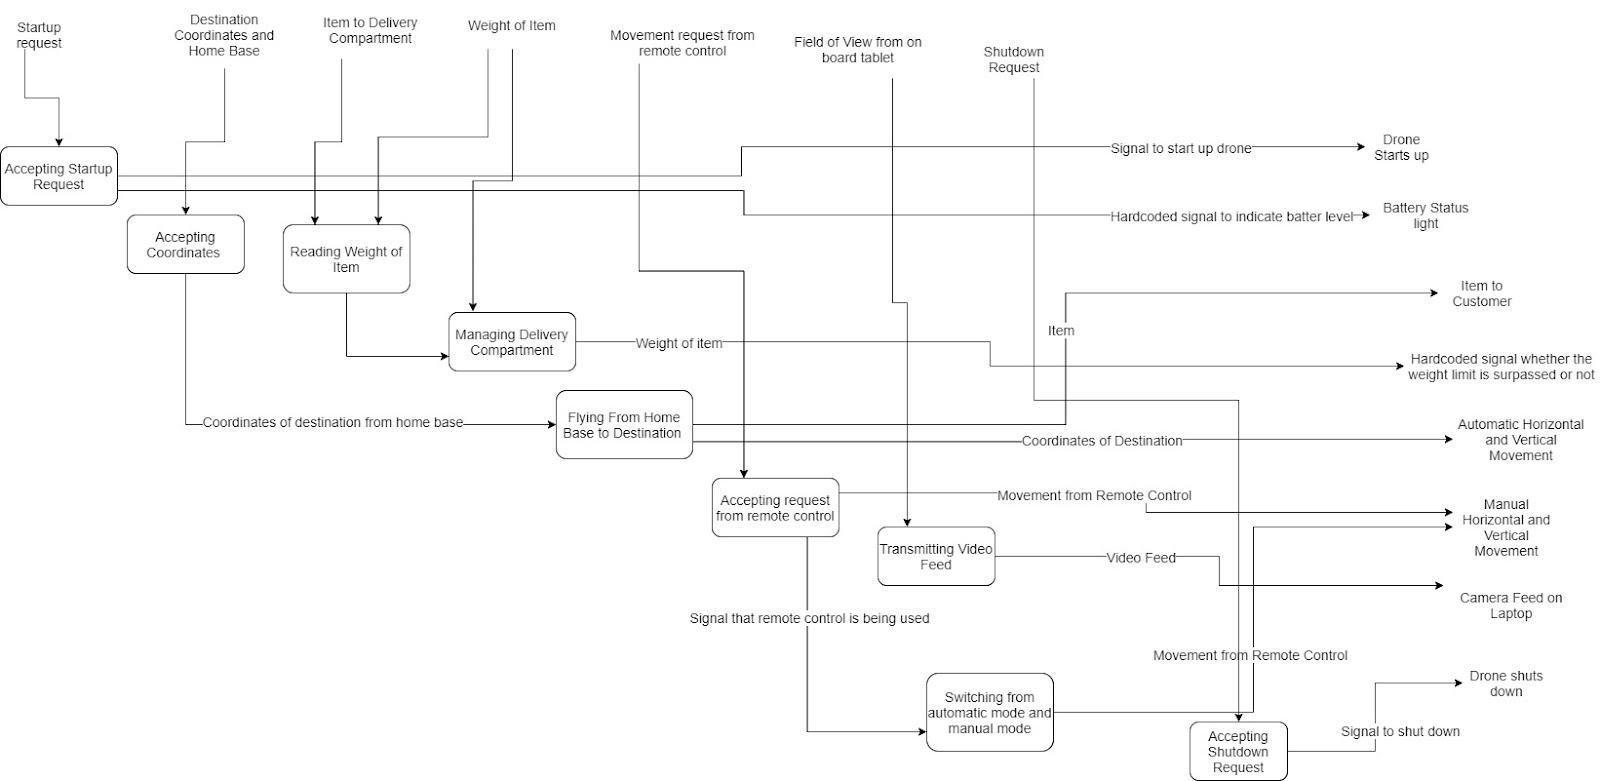 Startup
request
Destination
Coordinates and
Home Base
Item to Delivery
Compartment
Weight of Item
Movement request from
remote control
Field of View from on
board tablet
Shutdown
Request
Accepting Startup
Request
Signal to start up drone
Drone
Starts up
Hardcoded signal to indicate batter level
Battery Status
light
Accepting
Coordinates
Reading Weight of
Item
Item to
Customer
Item
Managing Delivery
Compartment
Weight of item
Hardcoded signal whether the
weight limit is surpassed or not
Coordinates of destination from home base
Flying From Home
Base to Destination
Coordinates of Destination
Automatic Horizontal
and Vertical
Movement
Accepting request
from remote control
Movement from Remote Control
Manual
Horizontal and
Vertical
Movement
Transmitting Video
Feed
Video Feed
Camera Feed on
Laptop
Signal that remote control is being used
Movement from Remote Control
Switching from
automatic mode and
manual mode
Drone shuts
down
Accepting
Shutdown
Request
Signal to shut down